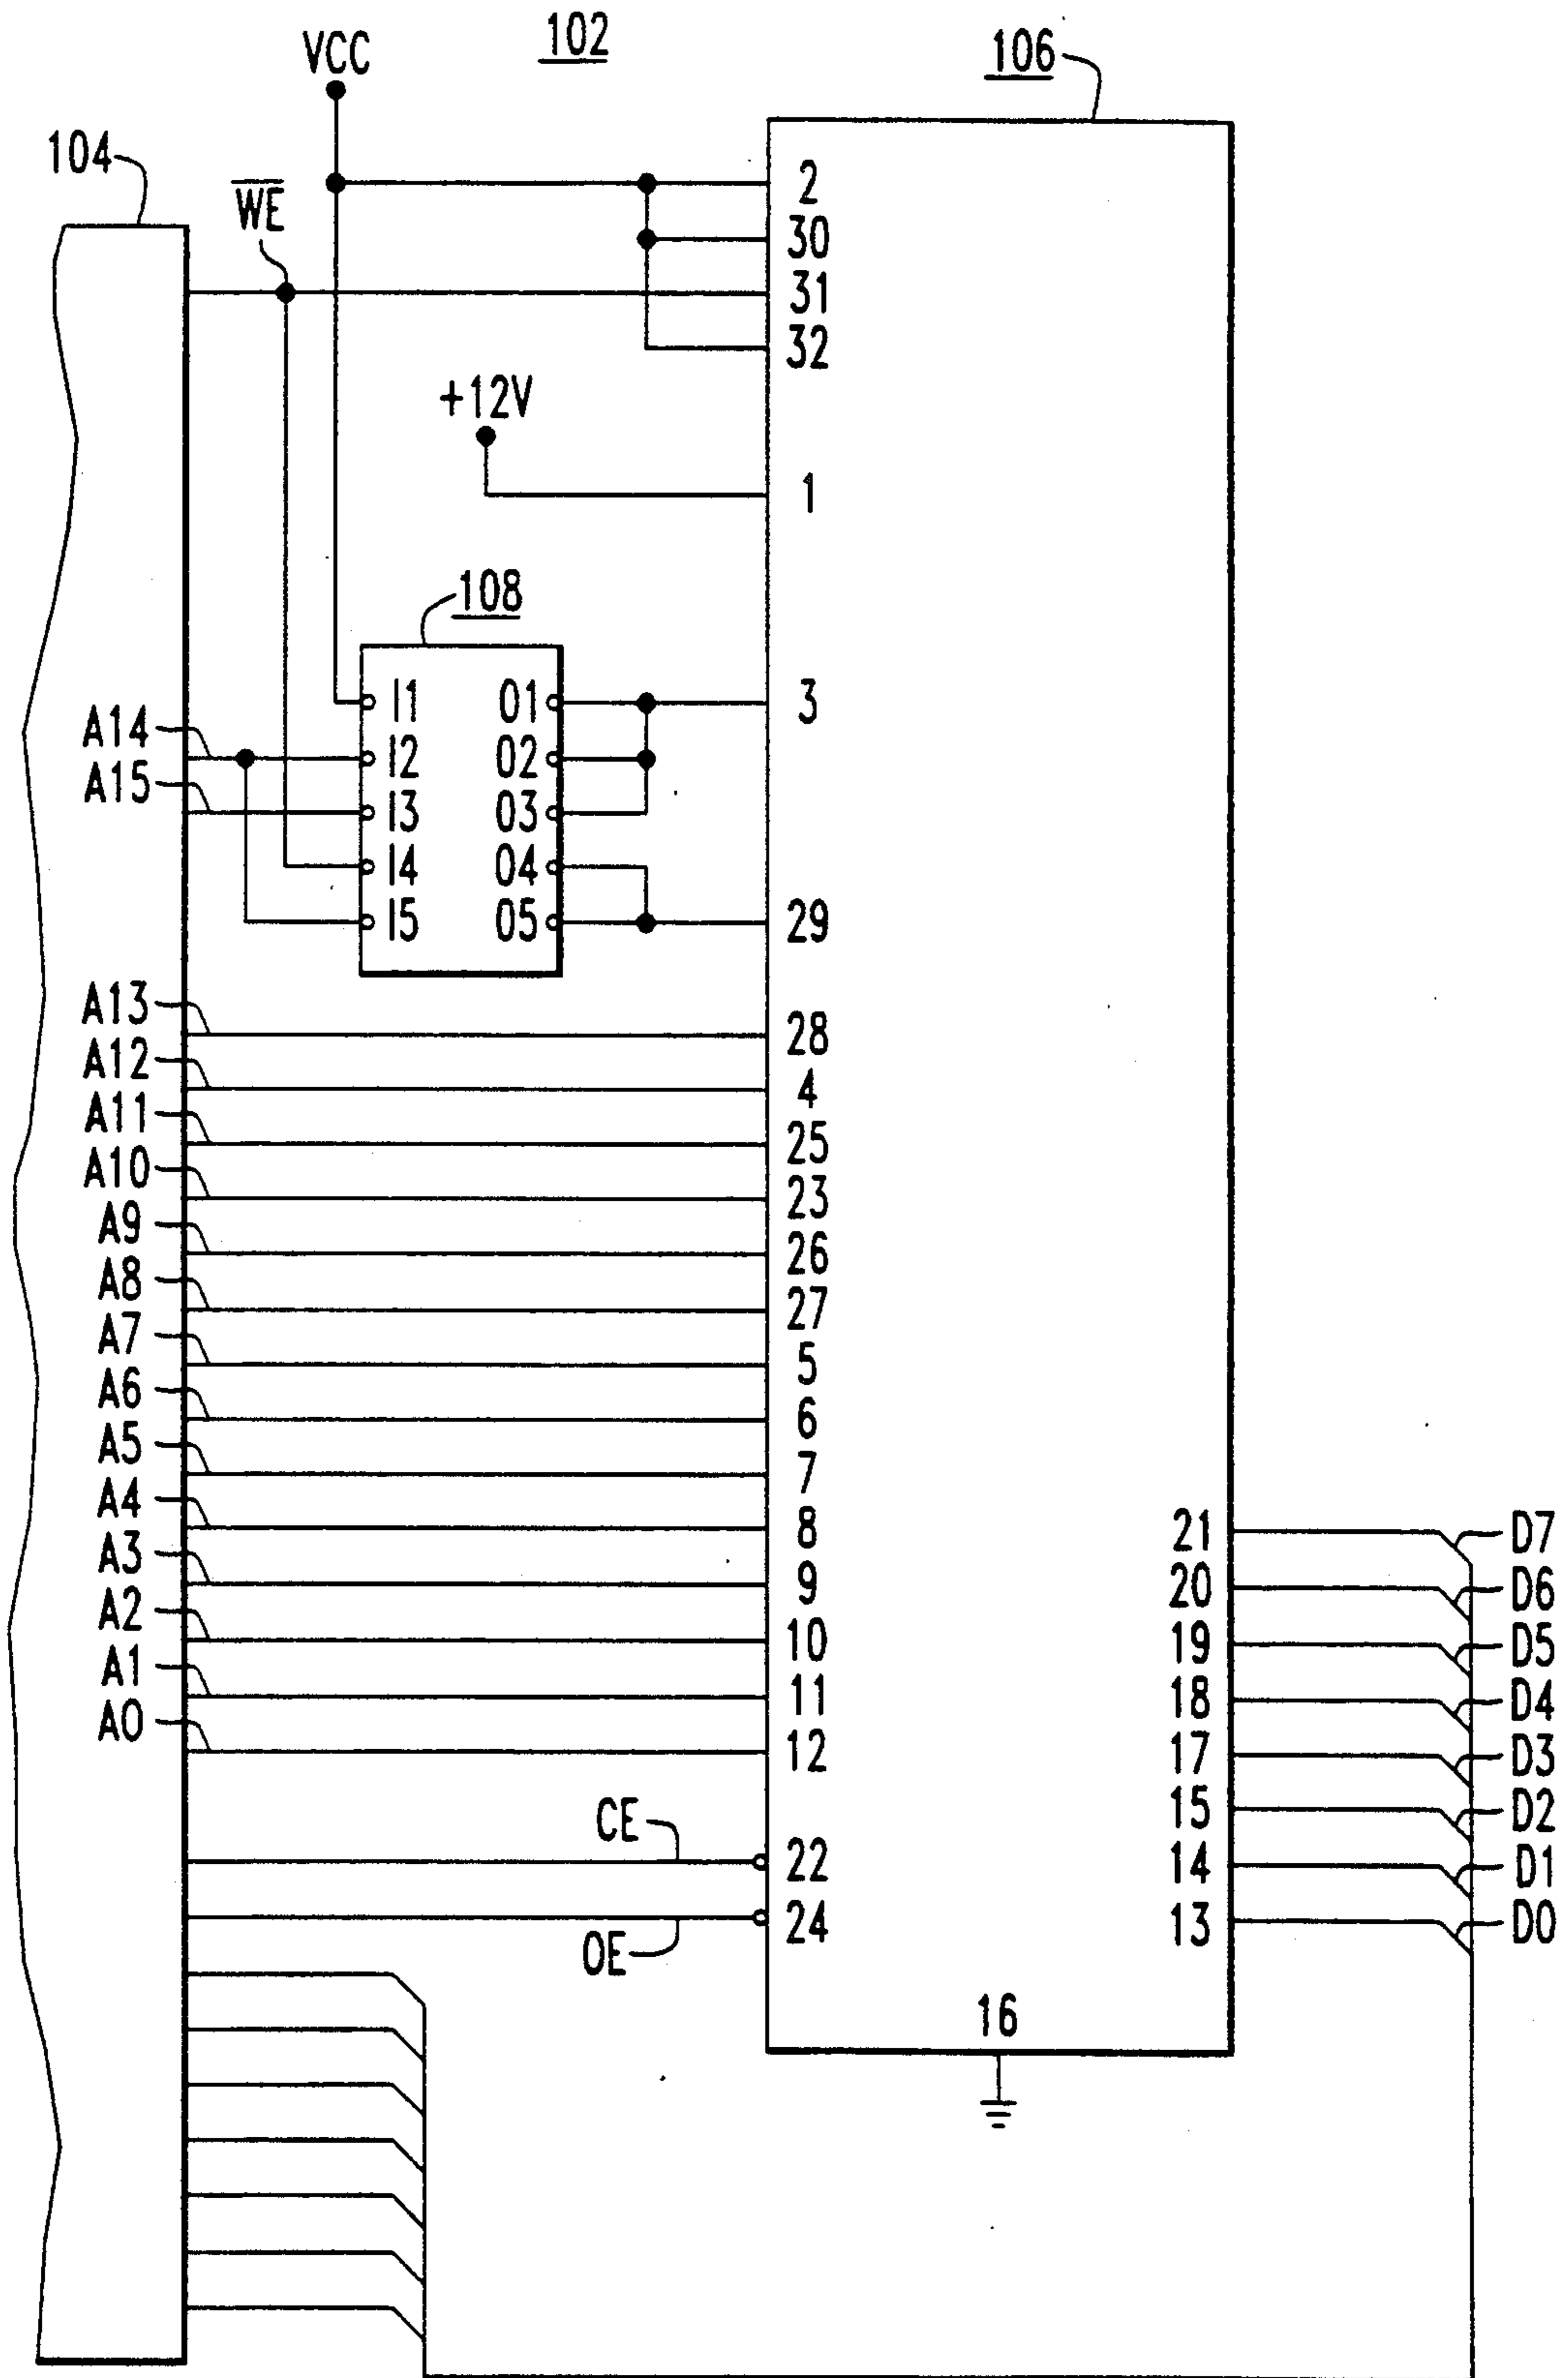 102
VCC
106
104
W̅E̅
2
30
31
32
+12V
1
108
I1 O1
I2 O2
I3 O3
I4 O4
I5 O5
3
29
A14
A15
A13 28
A12 4
A11 25
A10 23
A9 26
A8 27
A7 5
A6 6
A5 7
A4 8
A3 9
A2 10
A1 11
A0 12
CE 22
OE 24
21 D7
20 D6
19 D5
18 D4
17 D3
15 D2
14 D1
13 D0
16